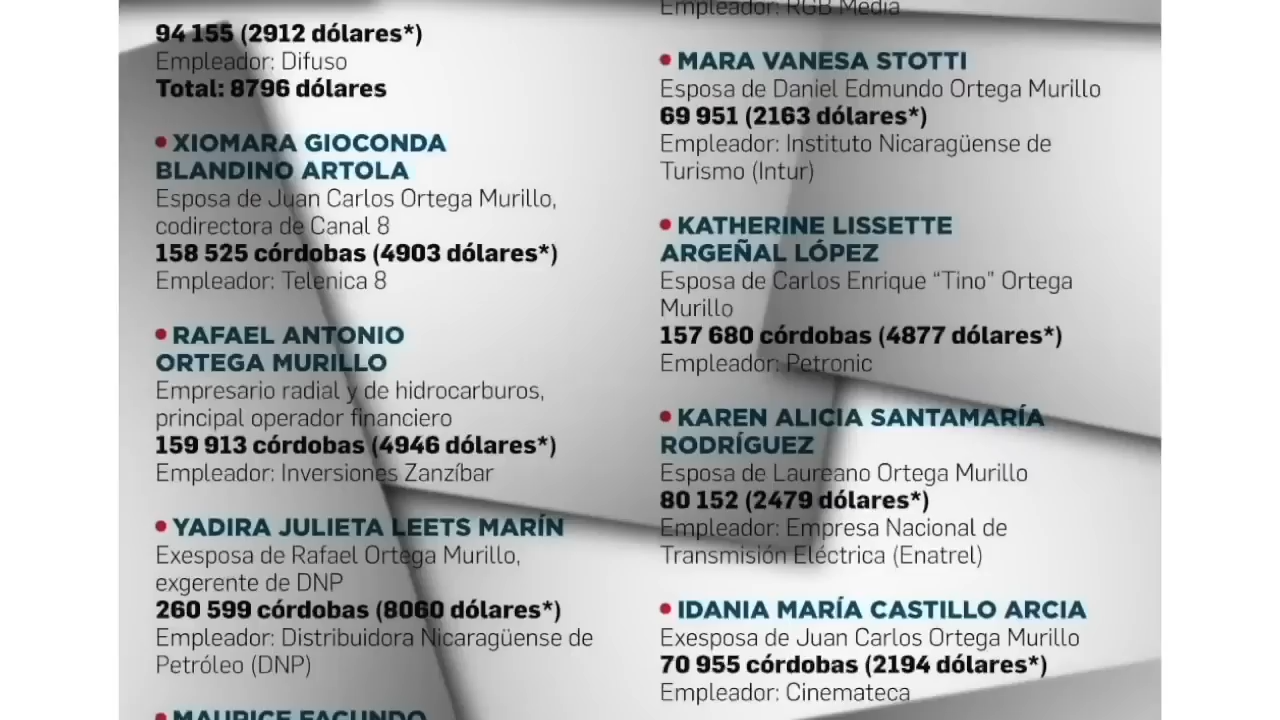 94 155 (2912 dólares*)
Empleador: Difuso
Total: 8796 dólares
• XIOMARA GIOCONDA
BLANDINO ARTOLA
Esposa de Juan Carlos Ortega Murillo,
codirectora de Canal 8
158 525 córdobas (4903 dólares*)
Empleador: Telenica 8
• RAFAEL ANTONIO
ORTEGA MURILLO
Empresario radial y de hidrocarburos,
principal operador financiero
159 913 córdobas (4946 dólares*)
Empleador: Inversiones Zanzíbar
• YADIRA JULIETA LEETS MARÍN
Exesposa de Rafael Ortega Murillo,
exgerente de DNP
260 599 córdobas (8060 dólares*)
Empleador: Distribuidora Nicaragüense de
Petróleo (DNP)
• MAURICE FACUNDO
Empleador: RGB Media
• MARA VANESA STOTTI
Esposa de Daniel Edmundo Ortega Murillo
69 951 (2163 dólares*)
Empleador: Instituto Nicaragüense de
Turismo (Intur)
• KATHERINE LISSETTE
ARGEÑAL LÓPEZ
Esposa de Carlos Enrique “Tino” Ortega
Murillo
157 680 córdobas (4877 dólares*)
Empleador: Petronic
• KAREN ALICIA SANTAMARÍA
RODRÍGUEZ
Esposa de Laureano Ortega Murillo
80 152 (2479 dólares*)
Empleador: Empresa Nacional de
Transmisión Eléctrica (Enatrel)
• IDANIA MARÍA CASTILLO ARCIA
Exesposa de Juan Carlos Ortega Murillo
70 955 córdobas (2194 dólares*)
Empleador: Cinemateca